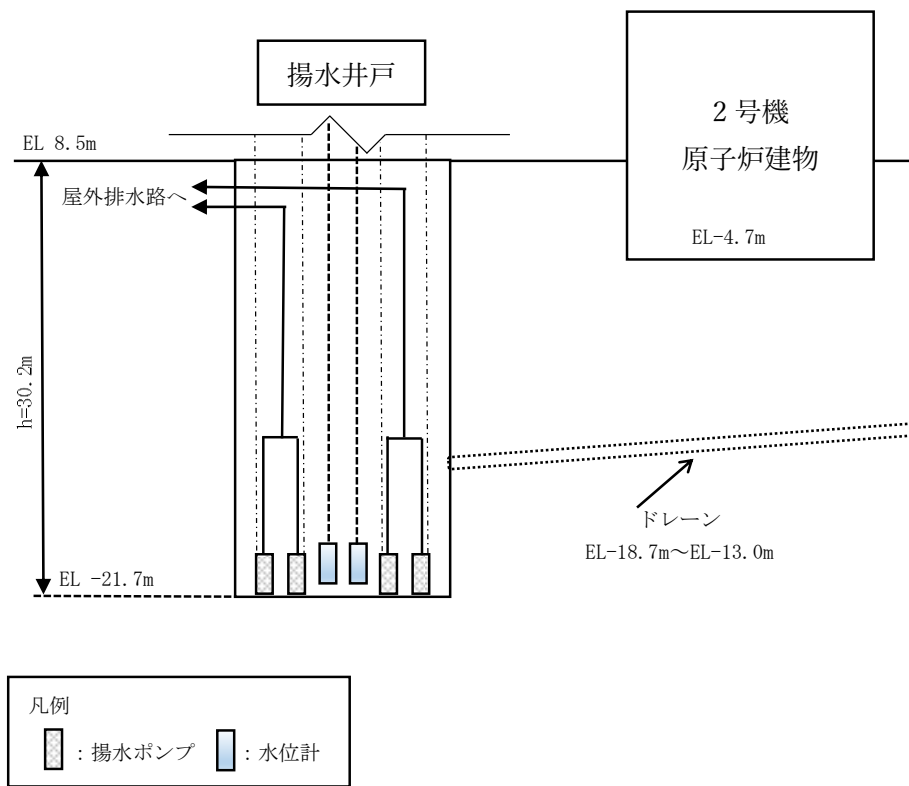 揚水井戸
2 号機
原子炉建物
EL 8.5m
屋外排水路へ
EL-4.7m
h=30.2m
ドレーン
EL-18.7m～EL-13.0m
EL -21.7m
凡例
：揚水ポンプ
：水位計